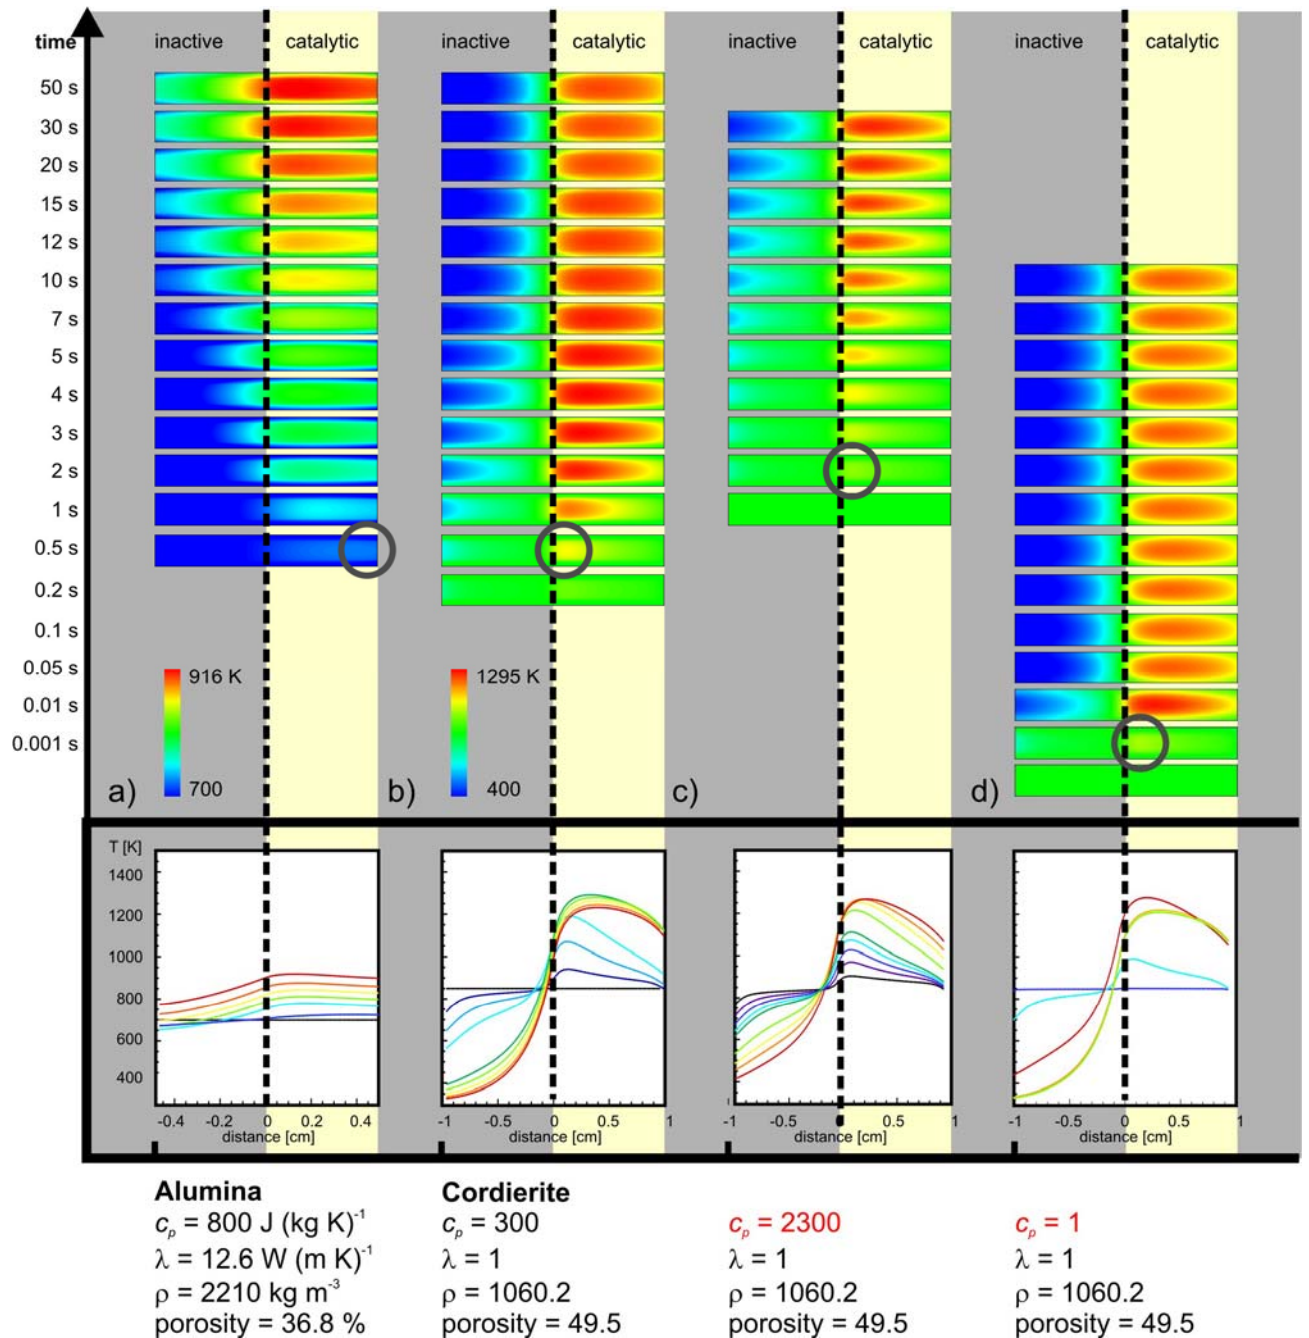 time
inactive catalytic inactive catalytic inactive catalytic inactive catalytic
50 s
30 s
20 s
15 s
12 s
10 s
7 s
5 s
4 s
3 s
2 s
1 s
0.5 s
0.2 s
0.1 s
0.05 s
0.01 s
0.001 s
916 K
700
1295 K
400
a) b) c) d)
T [K]
1400
1200
1000
800
600
400
-0.4 -0.2 0 0.2 0.4
distance [cm]
-1 -0.5 0 0.5 1
distance [cm]
-1 -0.5 0 0.5 1
distance [cm]
-1 -0.5 0 0.5 1
distance [cm]
Alumina
cp = 800 J (kg K)-1
λ = 12.6 W (m K)-1
ρ = 2210 kg m-3
porosity = 36.8 %
Cordierite
cp = 300
λ = 1
ρ = 1060.2
porosity = 49.5
cp = 2300
λ = 1
ρ = 1060.2
porosity = 49.5
cp = 1
λ = 1
ρ = 1060.2
porosity = 49.5